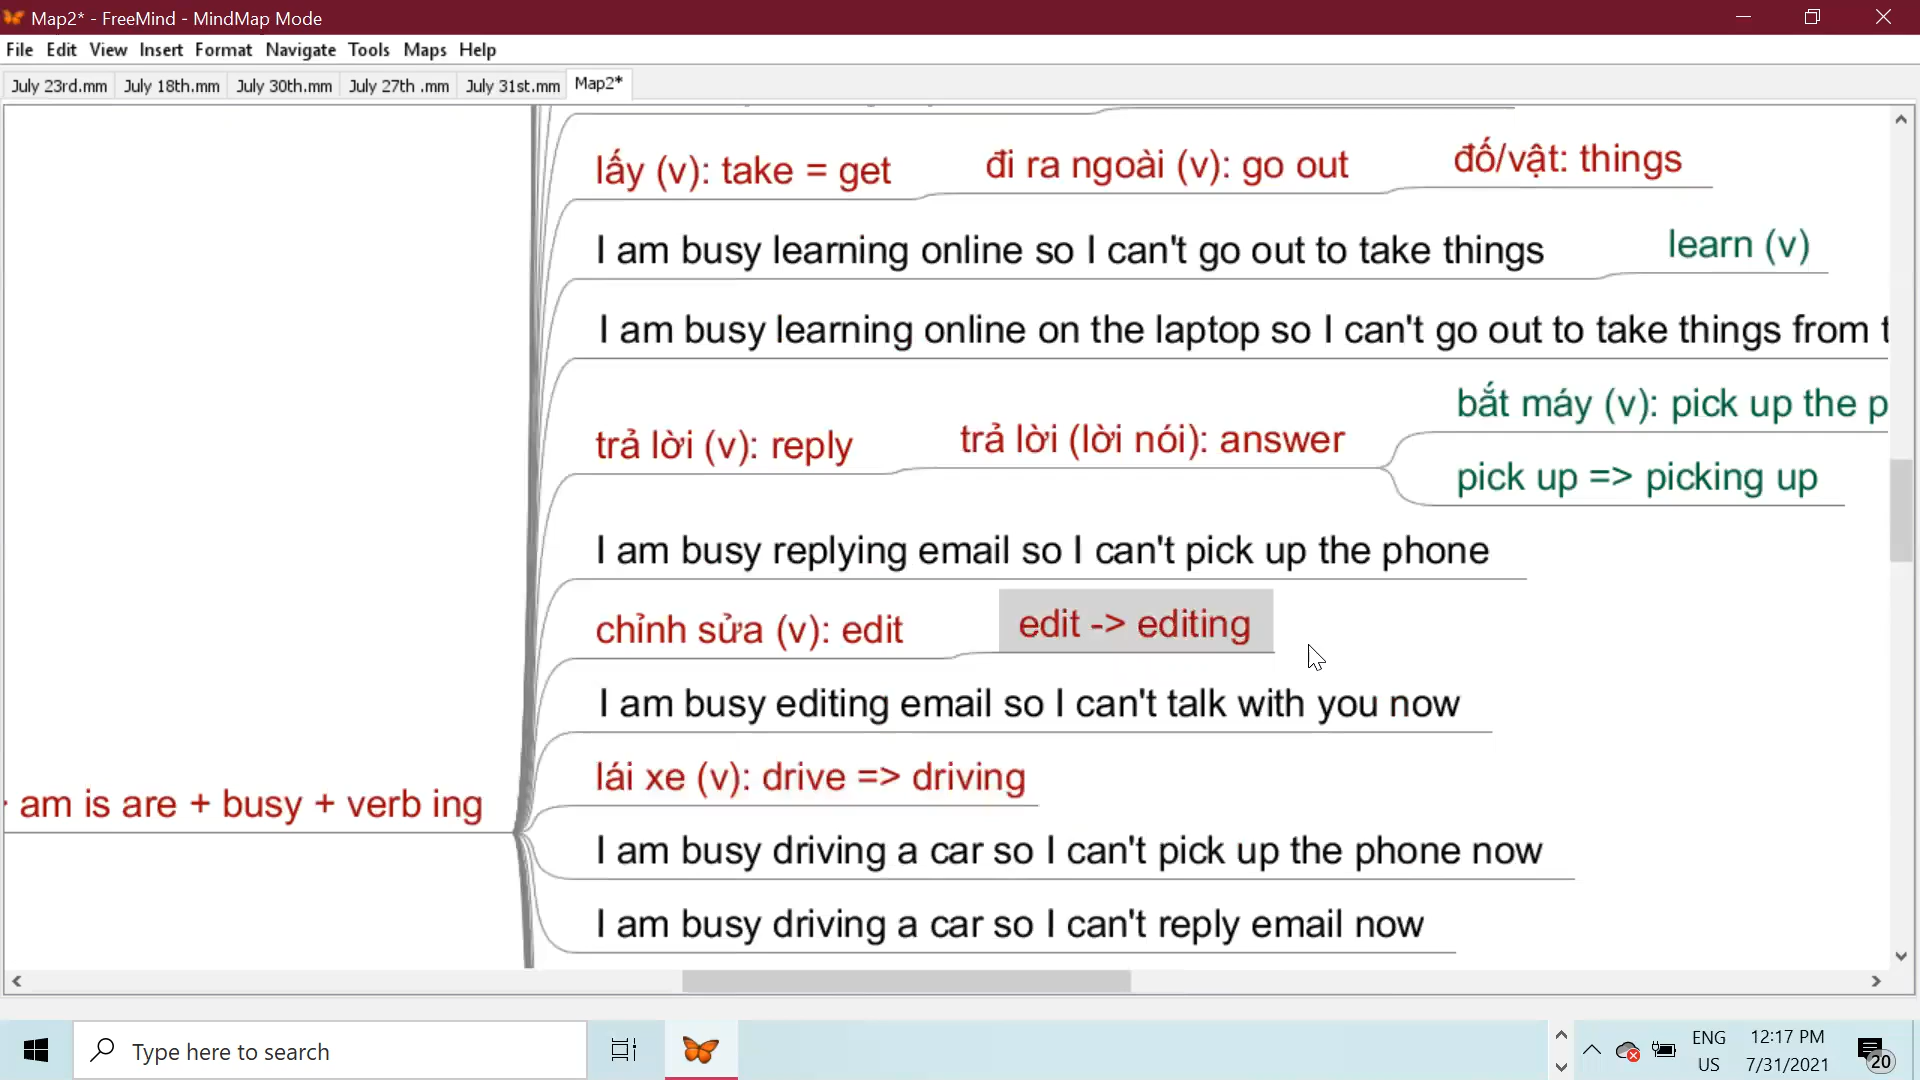 Map2* - FreeMind - MindMap Mode
File Edit View Insert Format Navigate Tools Maps Help
July 23rd.mm July 18th.mm July 30th.mm July 27th .mm July 31st.mm Map2*
lấy (v): take = get đi ra ngoài (v): go out đố/vật: things
I am busy learning online so I can't go out to take things learn (v)
I am busy learning online on the laptop so I can't go out to take things from t
bắt máy (v): pick up the p
trả lời (v): reply trả lời (lời nói): answer
pick up => picking up
I am busy replying email so I can't pick up the phone
chỉnh sửa (v): edit edit -> editing
I am busy editing email so I can't talk with you now
lái xe (v): drive => driving
am is are + busy + verb ing
I am busy driving a car so I can't pick up the phone now
I am busy driving a car so I can't reply email now
Type here to search
ENG
US
12:17 PM
7/31/2021
20